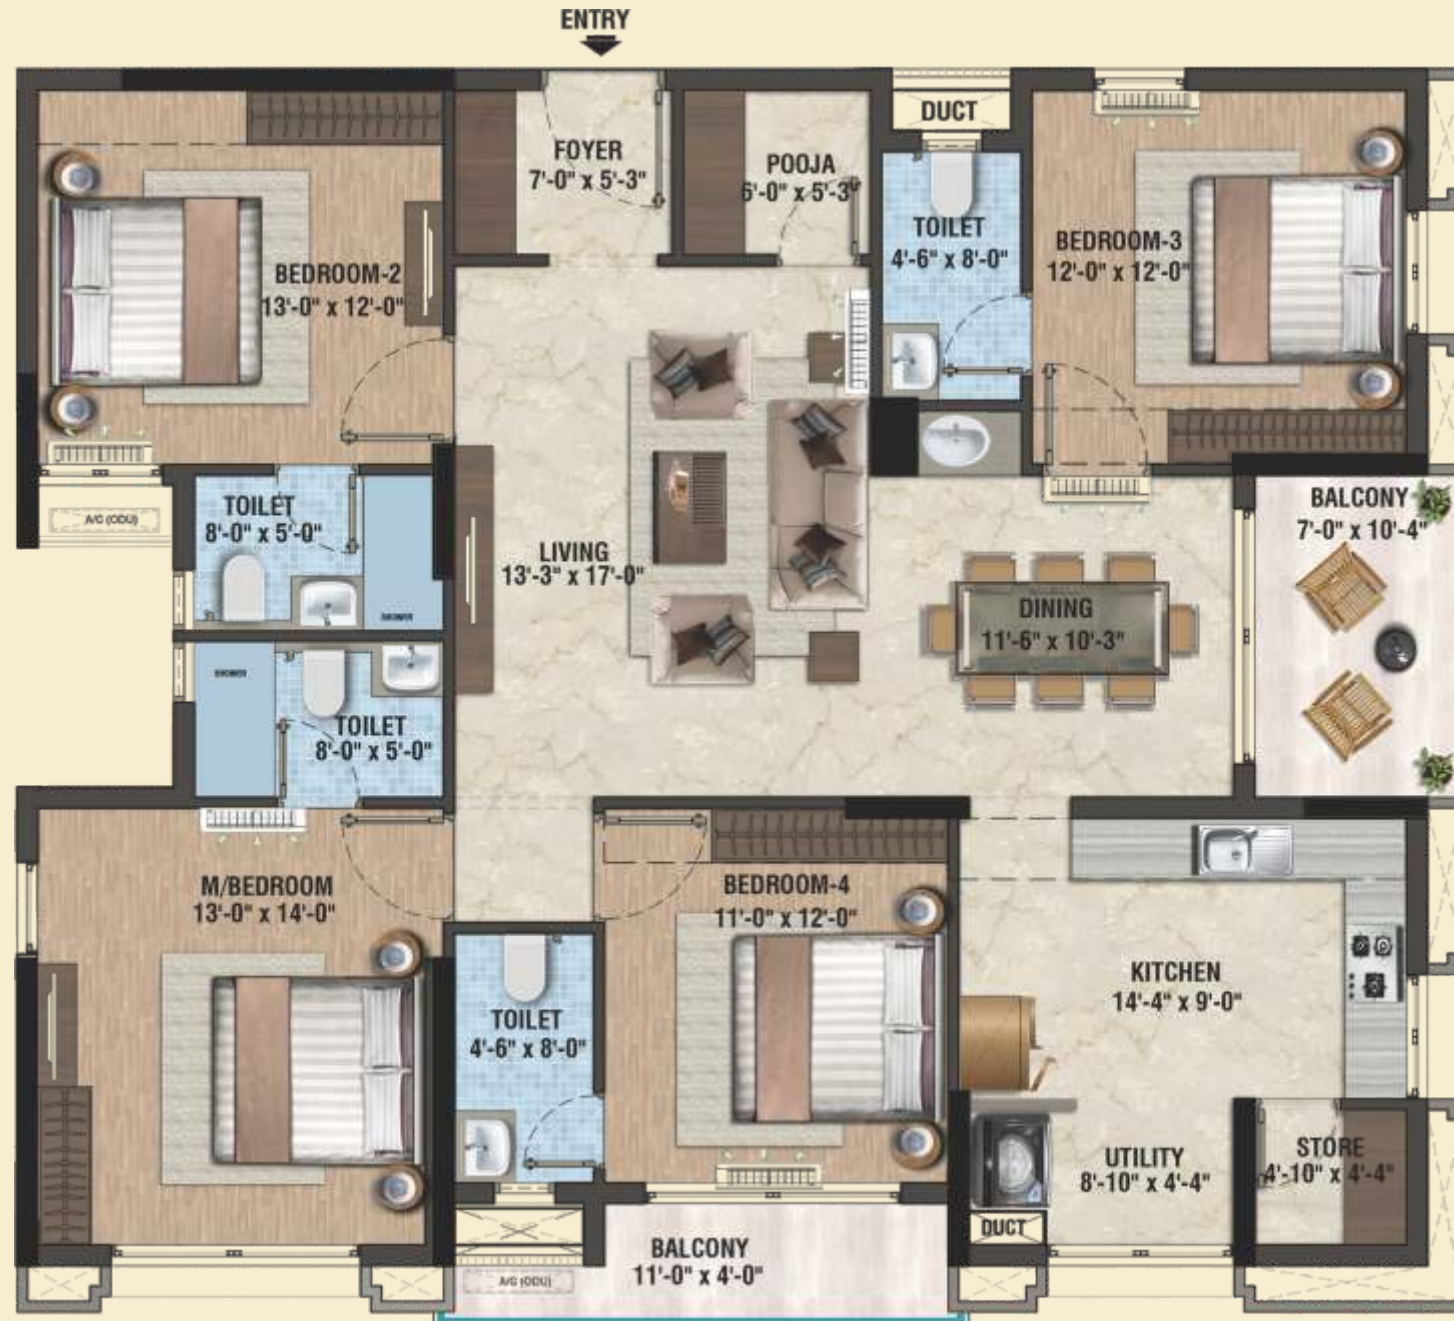 ENTRY
DUCT
FOYER
7'-0" x 5'-3"
POOJA
6'-0" x 5'-3"
TOILET
4'-6" x 8'-0"
BEDROOM-3
12'-0" x 12'-0"
BEDROOM-2
13'-0" x 12'-0"
A/C (ODU)
TOILET
8'-0" x 5'-0"
SHOWER
BALCONY
7'-0" x 10'-4"
LIVING
13'-3" x 17'-0"
DINING
11'-6" x 10'-3"
SHOWER
TOILET
8'-0" x 5'-0"
M/BEDROOM
13'-0" x 14'-0"
BEDROOM-4
11'-0" x 12'-0"
KITCHEN
14'-4" x 9'-0"
TOILET
4'-6" x 8'-0"
UTILITY
8'-10" x 4'-4"
STORE
4'-10" x 4'-4"
DUCT
BALCONY
11'-0" x 4'-0"
A/C (ODU)